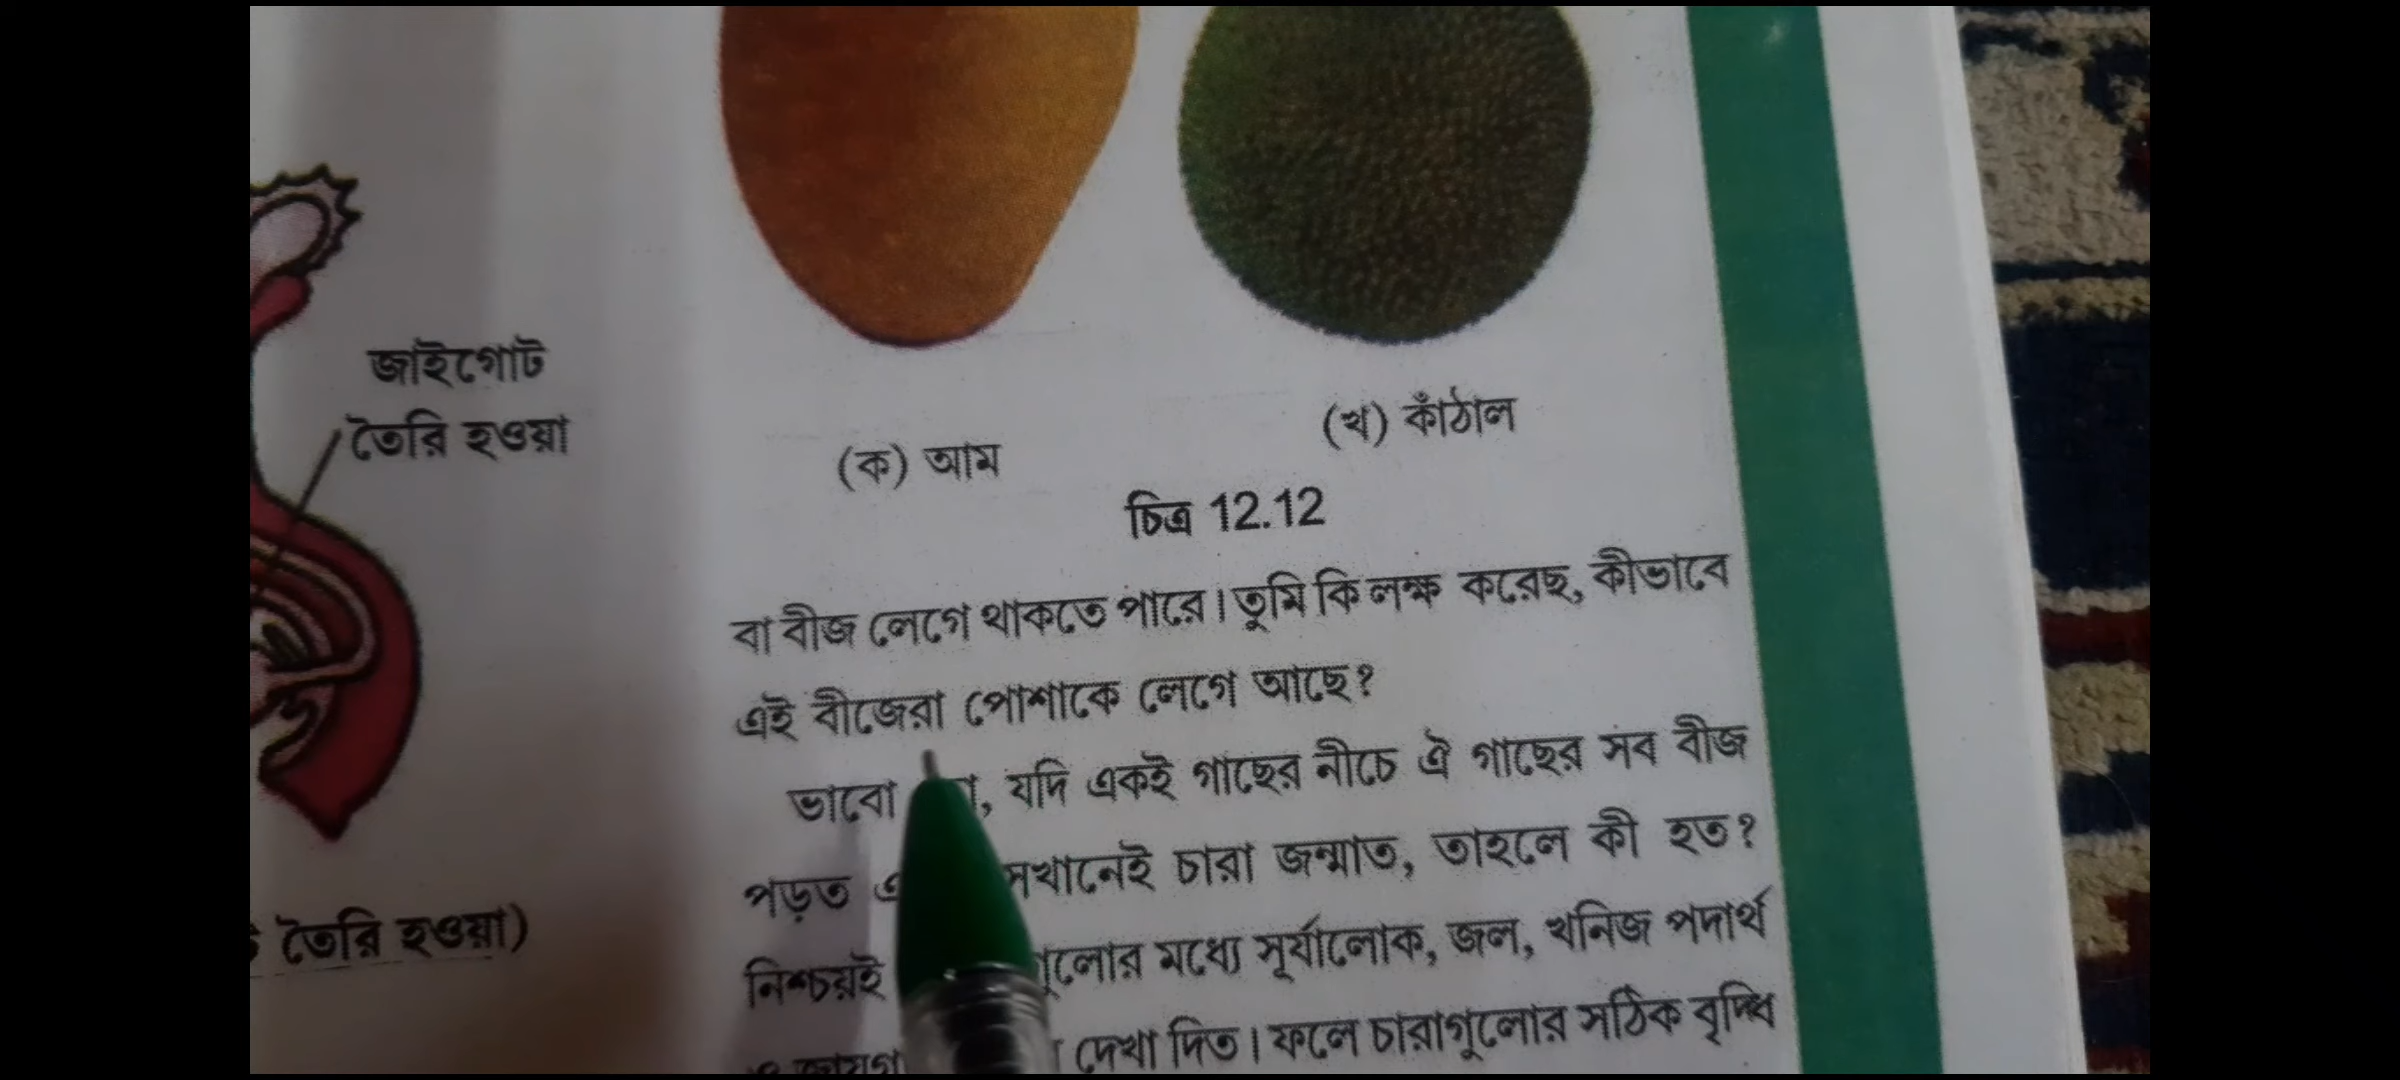 জাইগোট
তৈরি হওয়া
তৈরি হওয়া)
(ক) আম
(খ) কাঁঠাল
চিত্র 12.12
বা বীজ লেগে থাকতে পারে। তুমি কি লক্ষ করেছ, কীভাবে
এই বীজেরা পোশাকে লেগে আছে?
ভাবো , যদি একই গাছের নীচে ঐ গাছের সব বীজ
পড়ত চারা জন্মাত, তাহলে কী হত?
নিশ্চয়ই মধ্যে সূর্যালোক, জল, খনিজ পদার্থ
দেখা দিত। ফলে চারাগুলোর সঠিক বৃদ্ধি